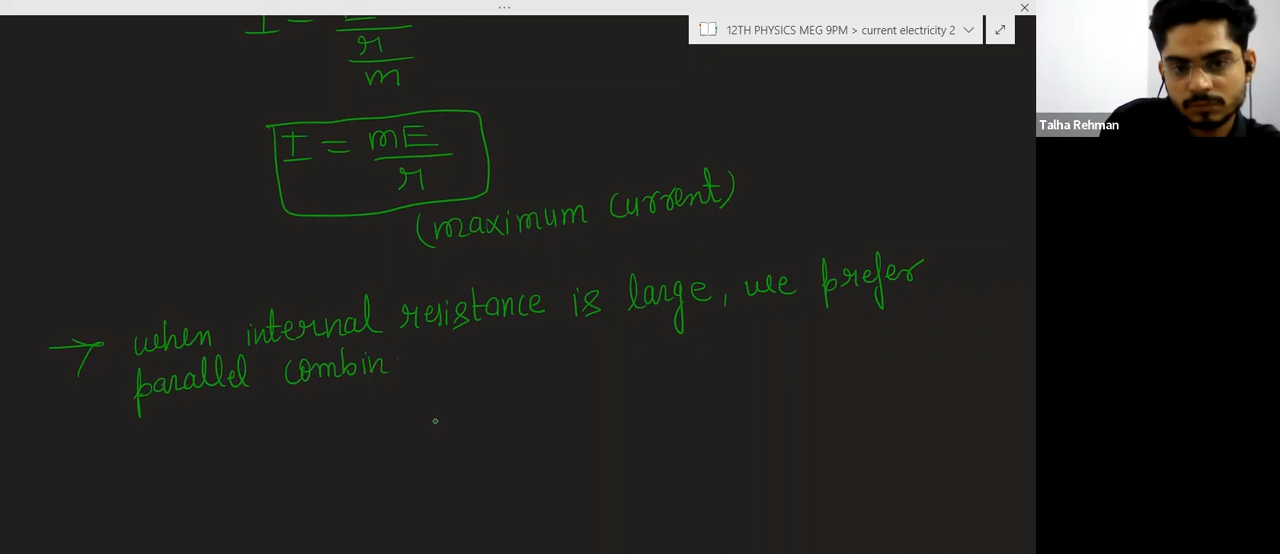 12TH PHYSICS MEG 9PM > current electricity 2
Talha Rehman
I =
r
m
I = mE
r
(maximum current)
→ when internal resistance is large, we prefer
parallel combin